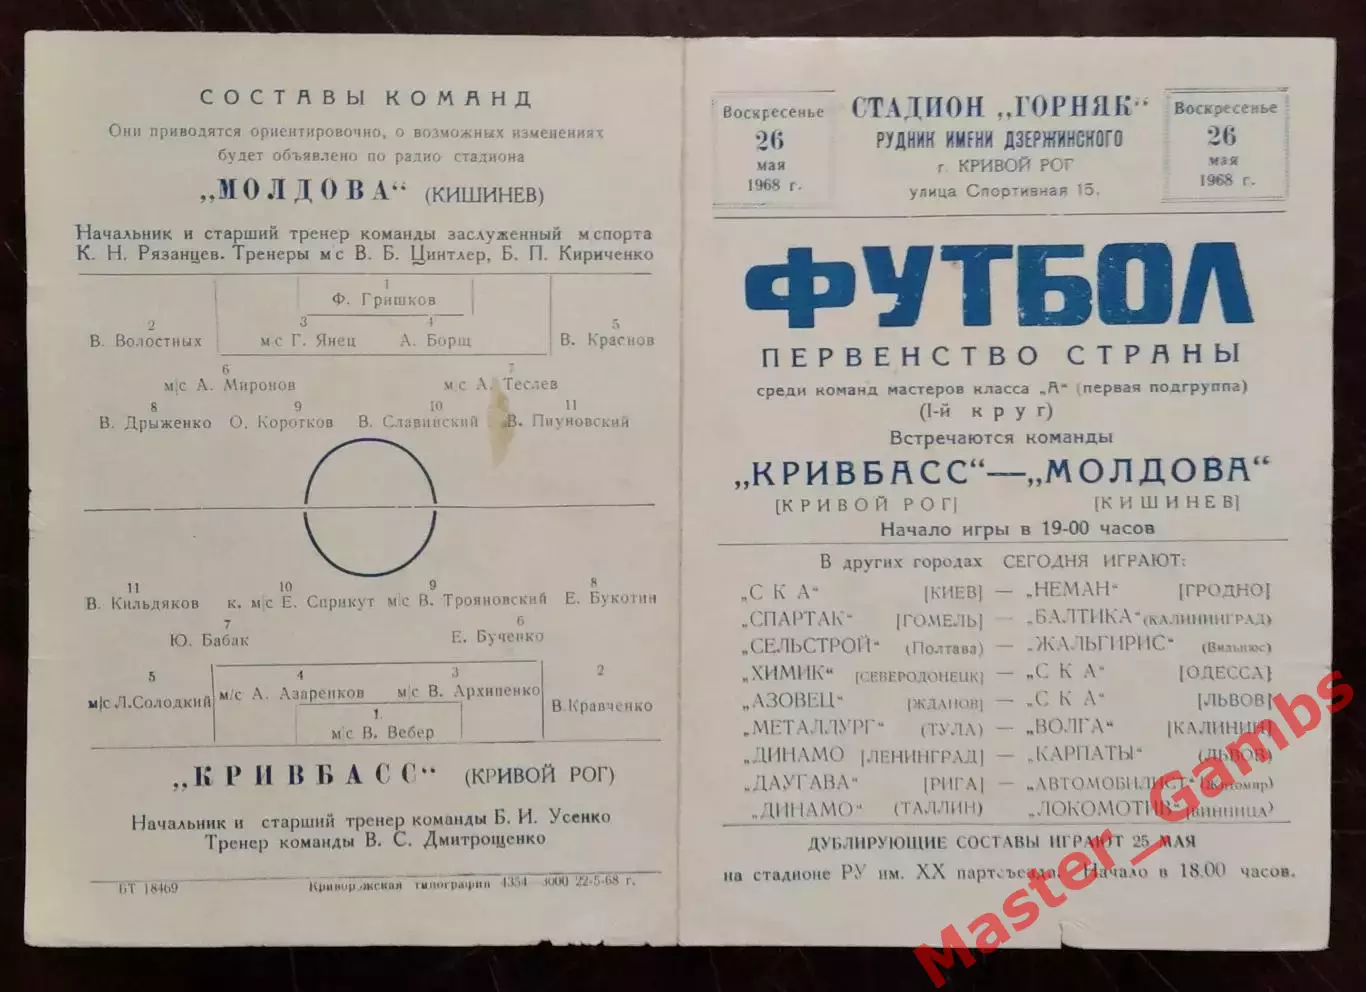 СОСТАВЫ КОМАНД
Они приводятся ориентировочно, о возможных изменениях
будет объявлено по радио стадиона
„МОЛДОВА“ (КИШИНЕВ)
Начальник и старший тренер команды заслуженный м спорта
К. Н. Рязанцев. Тренеры м/с В. Б. Цинтлер, Б. П. Кириченко
1
Ф. Гришков
2 3 4 5
В. Волостных м/с Г. Янец А. Борщ В. Краснов
6 7
м/с А. Миронов м/с А. Теслев
8 9 10 11
В. Дрыженко О. Коротков В. Славинский В. Пиуновский
11 10 9 8
В. Кильдяков к. м/с Е. Сприкут м/с В. Трояновский Е. Букотин
7 6
Ю. Бабак Е. Бученко
5 4 3 2
м/с Л. Солодкий м/с А. Азаренков м/с В. Архипенко В. Кравченко
1.
м/с В. Вебер
„КРИВБАСС“ (КРИВОЙ РОГ)
Начальник и старший тренер команды Б. И. Усенко
Тренер команды В. С. Дмитрощенко
БТ 18469 Криворожская типография 4354 3000 22-5-68 г.
Воскресенье
26
мая
1968 г.
СТАДИОН „ГОРНЯК“
РУДНИК ИМЕНИ ДЗЕРЖИНСКОГО
г. КРИВОЙ РОГ
улица Спортивная 15.
Воскресенье
26
мая
1968 г.
ФУТБОЛ
ПЕРВЕНСТВО СТРАНЫ
среди команд мастеров класса „А“ (первая подгруппа)
(I-й круг)
Встречаются команды
„КРИВБАСС“—„МОЛДОВА“
[КРИВОЙ РОГ] [КИШИНЕВ]
Начало игры в 19-00 часов
В других городах СЕГОДНЯ ИГРАЮТ:
„СКА“ [КИЕВ] — „НЕМАН“ [ГРОДНО]
„СПАРТАК“ [ГОМЕЛЬ] — „БАЛТИКА“ (КАЛИНИНГРАД)
„СЕЛЬСТРОЙ“ (Полтава) — „ЖАЛЬГИРИС“ (Вильнюс)
„ХИМИК“ [СЕВЕРОДОНЕЦК] — „СКА“ [ОДЕССА]
„АЗОВЕЦ“ [ЖДАНОВ] — „СКА“ [ЛЬВОВ]
„МЕТАЛЛУРГ“ (ТУЛА) — „ВОЛГА“ [КАЛИНИН]
„ДИНАМО [ЛЕНИНГРАД] — „КАРПАТЫ“ (ЛЬВОВ)
„ДАУГАВА“ [РИГА] — „АВТОМОБИЛИСТ“ (Житомир)
„ДИНАМО“ (ТАЛЛИН) — „ЛОКОМОТИВ“ (ВИННИЦА)
ДУБЛИРУЮЩИЕ СОСТАВЫ ИГРАЮТ 25 МАЯ
на стадионе РУ им. XX партсъезда. Начало в 18.00 часов.
Master_Gambs